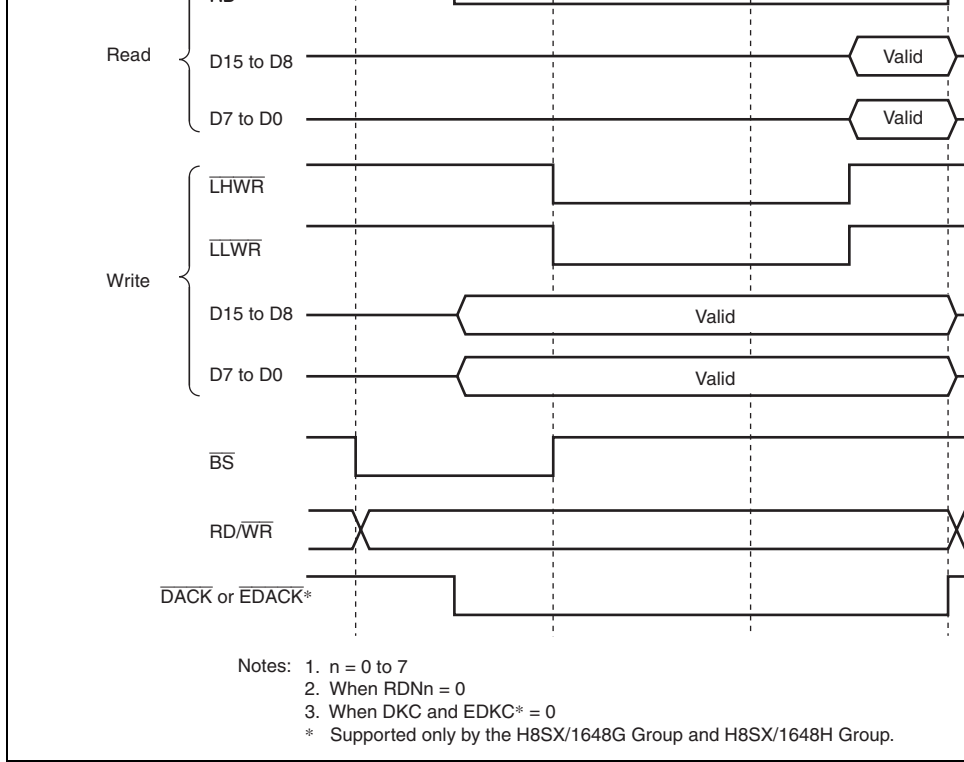 Read
D15 to D8
Valid
D7 to D0
Valid
LHWR
LLWR
Write
D15 to D8
Valid
D7 to D0
Valid
BS
RD/WR
DACK or EDACK*
Notes: 1. n = 0 to 7
2. When RDNn = 0
3. When DKC and EDKC* = 0
* Supported only by the H8SX/1648G Group and H8SX/1648H Group.